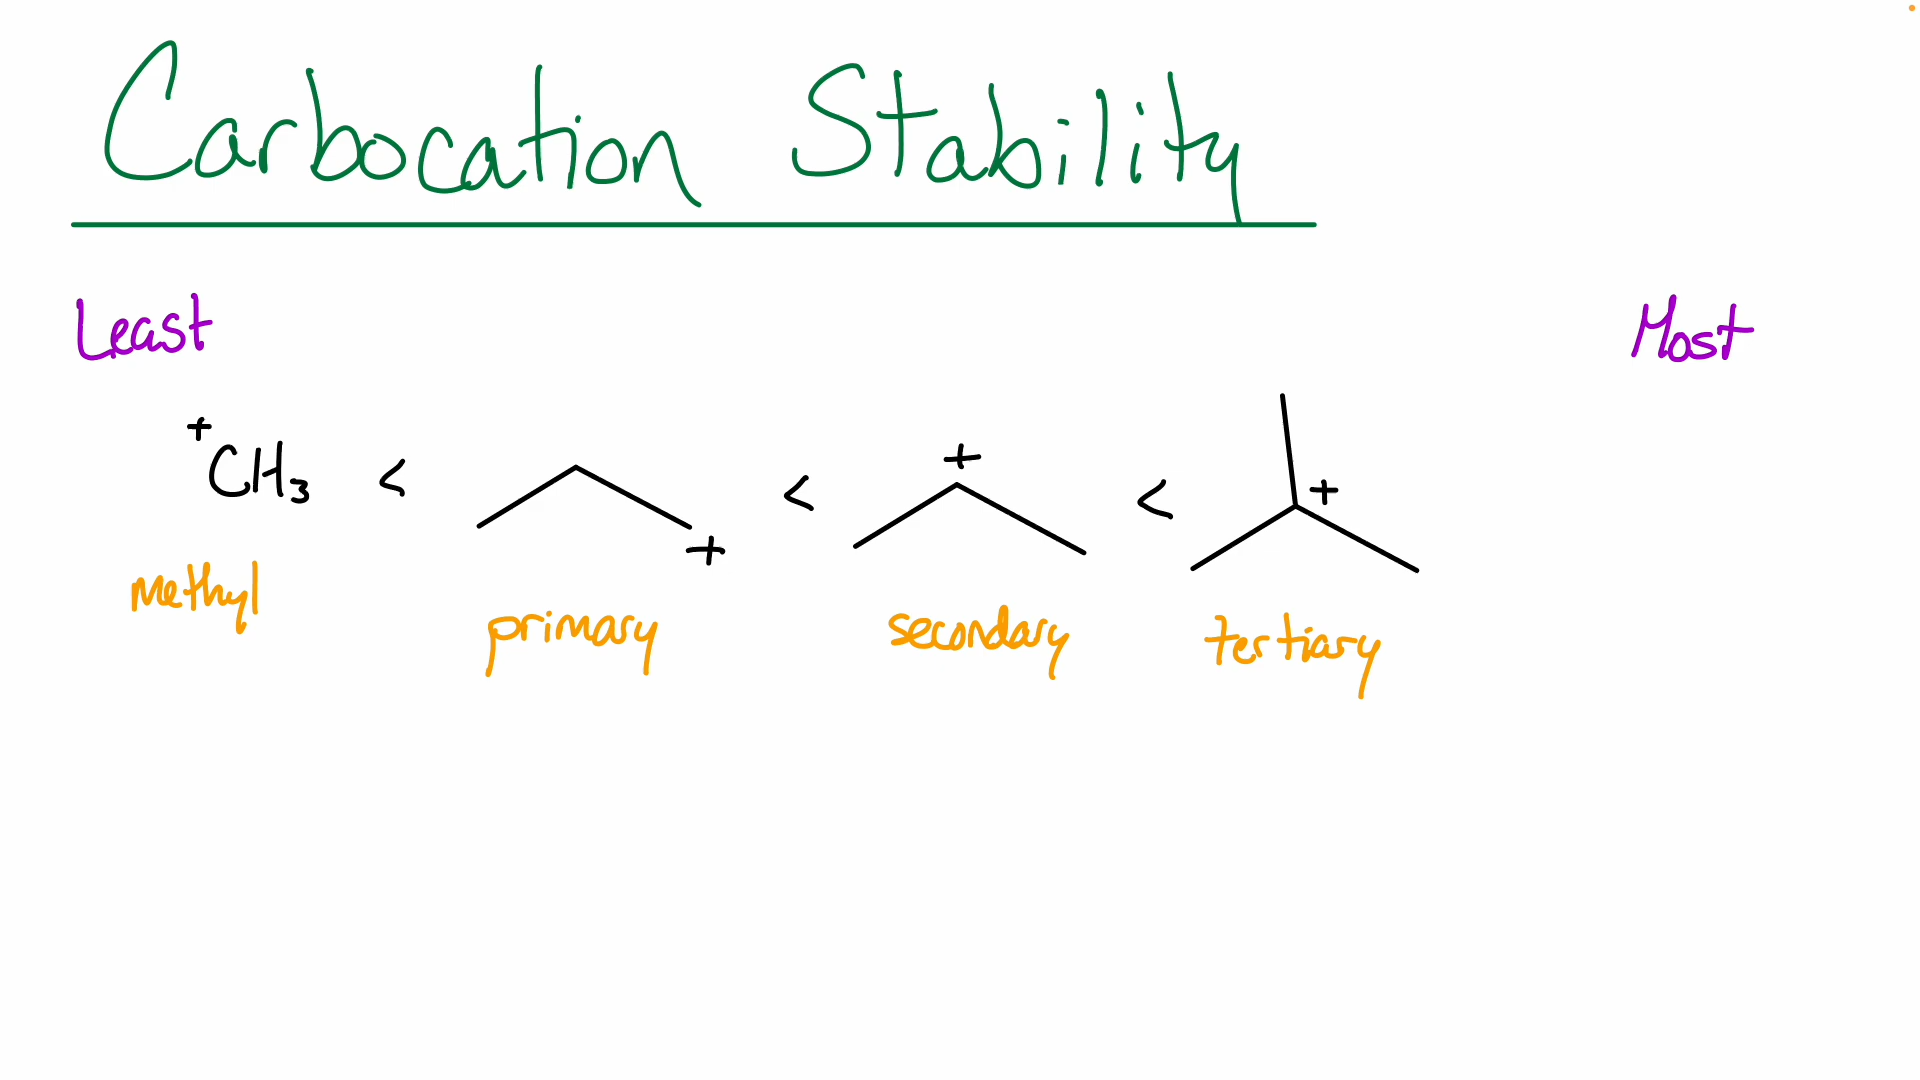 Carbocation Stability
Least Most
+CH3 < + < + < +
methyl primary secondary tertiary